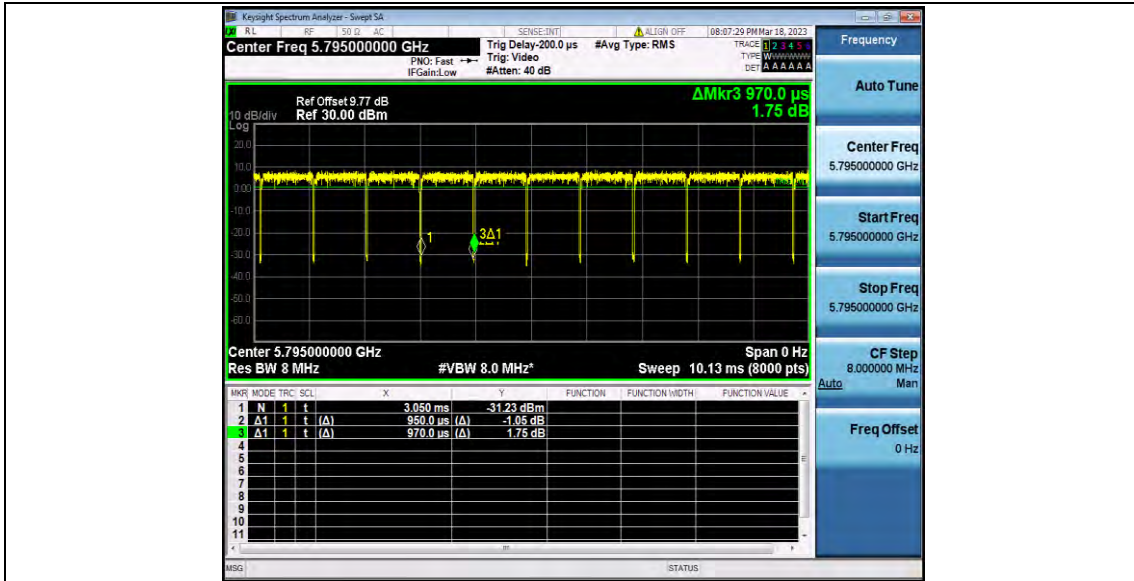 Keysight Spectrum Analyzer - Swept SA
RL RF 50 Ω AC SENSE:INT ALIGN OFF 08:07:29 PM Mar 18, 2023
Center Freq 5.795000000 GHz
Trig Delay-200.0 µs #Avg Type: RMS
PNO: Fast Trig: Video
IFGain:Low #Atten: 40 dB
TRACE 1 2 3 4 5 6
TYPE W
DET A A A A A A
Frequency
Auto Tune
Center Freq
5.795000000 GHz
Start Freq
5.795000000 GHz
Stop Freq
5.795000000 GHz
CF Step
8.000000 MHz
Auto Man
Freq Offset
0 Hz
ΔMkr3 970.0 µs
1.75 dB
Ref Offset 9.77 dB
10 dB/div Ref 30.00 dBm
Log
20.0
10.0
0.00
-10.0
-20.0
-30.0
-40.0
-50.0
-60.0
1
3Δ1
Center 5.795000000 GHz Span 0 Hz
Res BW 8 MHz #VBW 8.0 MHz* Sweep 10.13 ms (8000 pts)
MKR MODE TRC SCL X Y FUNCTION FUNCTION WIDTH FUNCTION VALUE
1 N 1 t 3.050 ms -31.23 dBm
2 Δ1 1 t (Δ) 950.0 µs (Δ) -1.05 dB
3 Δ1 1 t (Δ) 970.0 µs (Δ) 1.75 dB
4
5
6
7
8
9
10
11
MSG STATUS